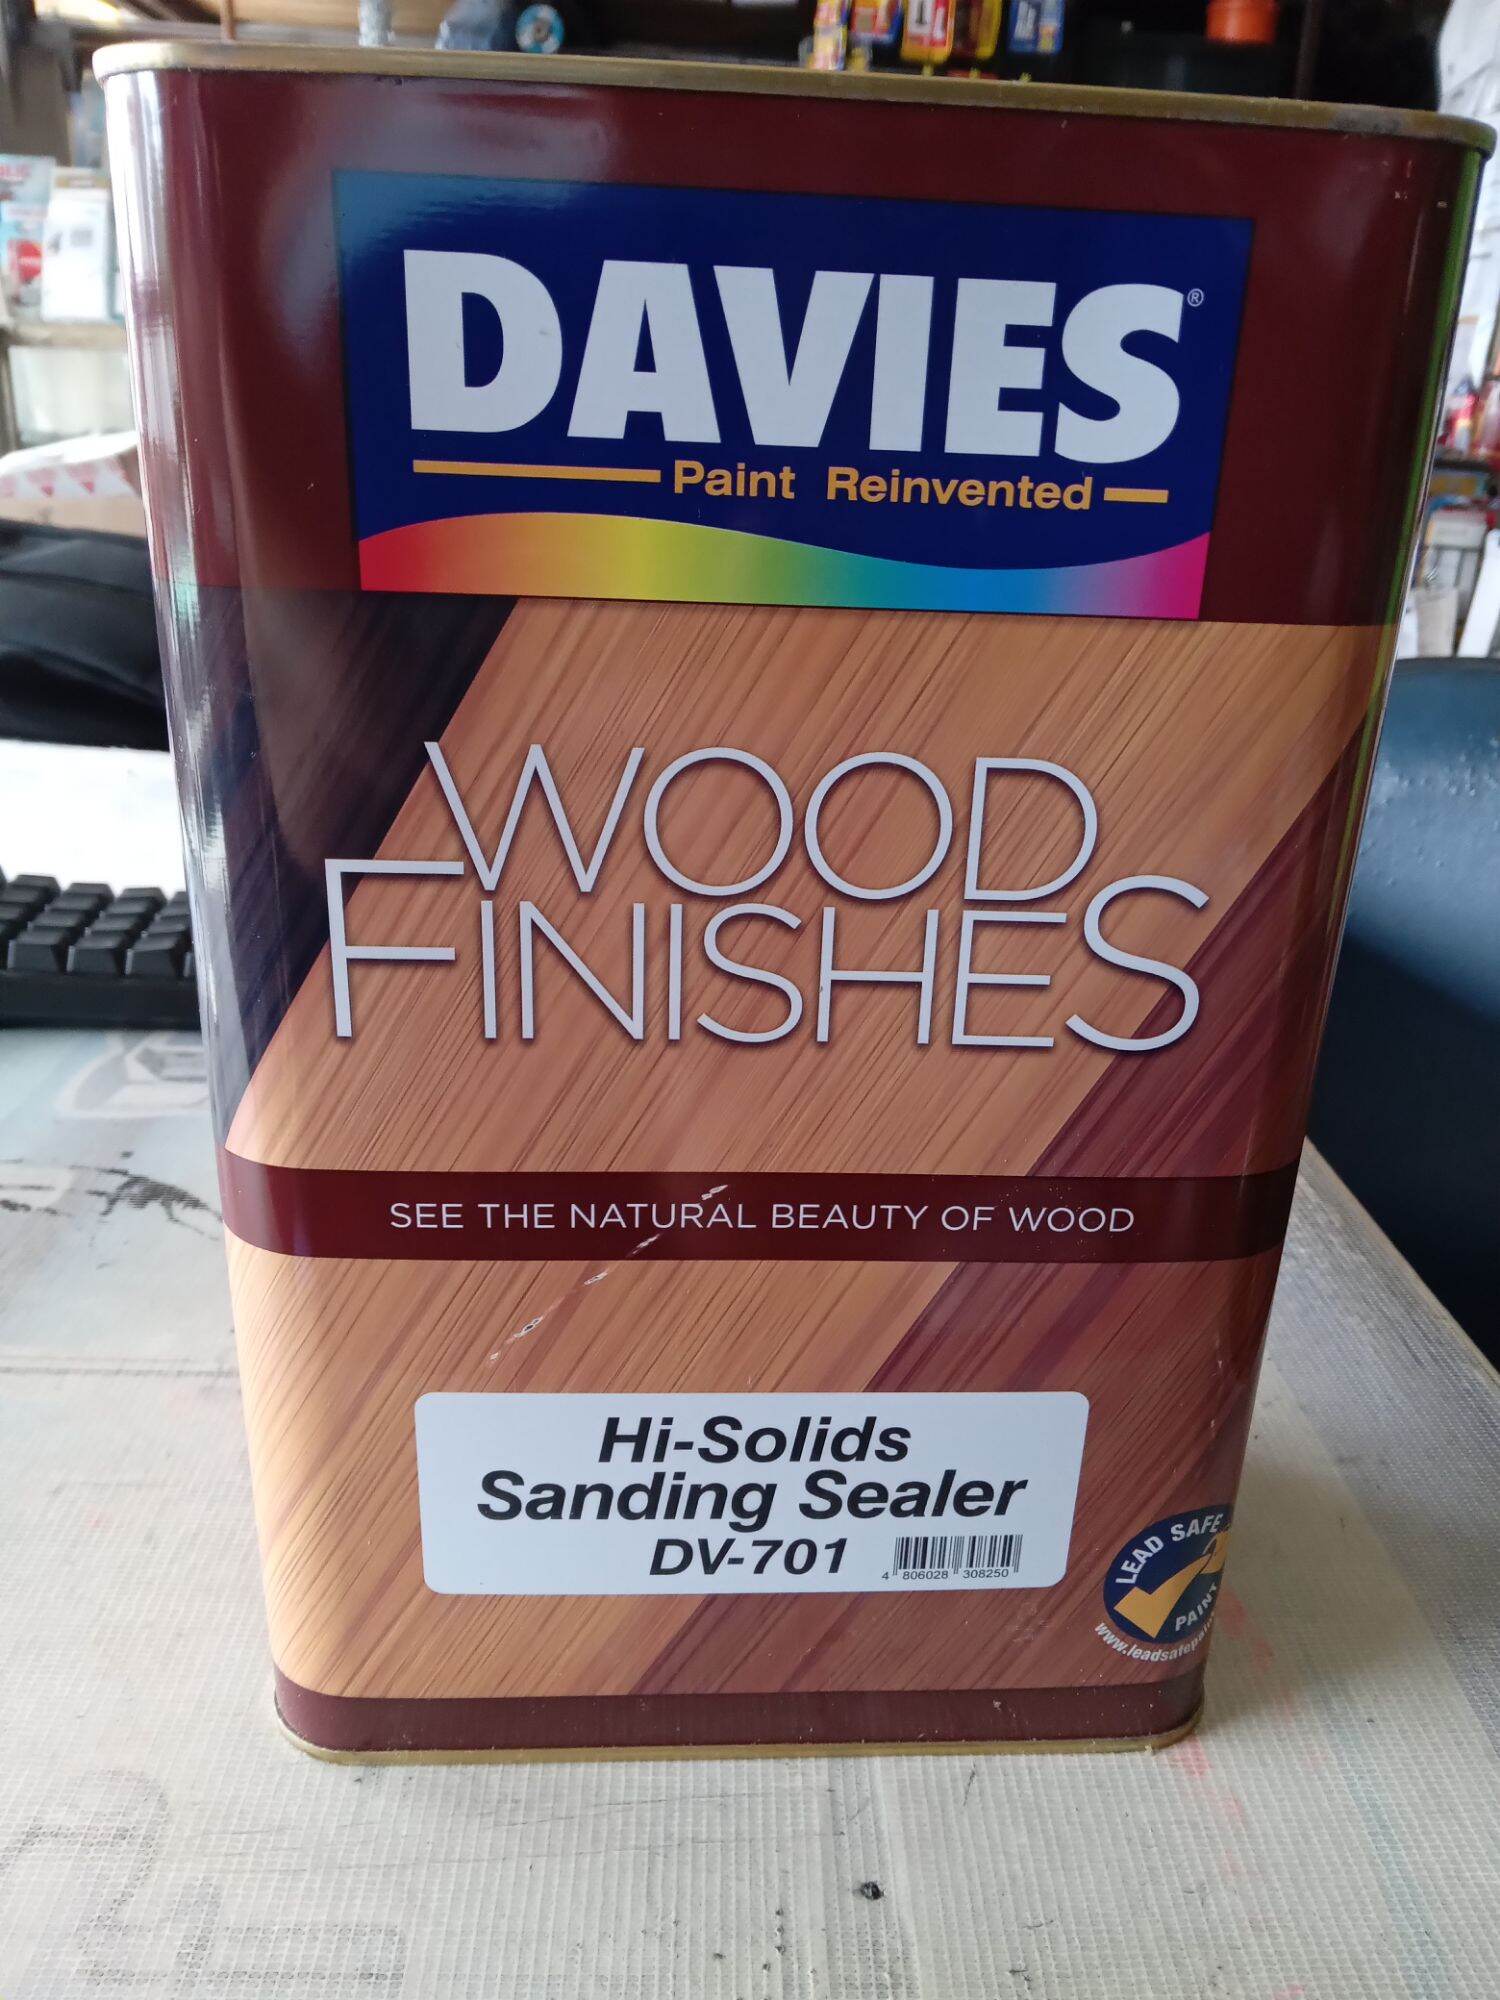 DAVIES®
Paint Reinvented
WOOD
FINISHES
SEE THE NATURAL BEAUTY OF WOOD
Hi-Solids
Sanding Sealer
DV-701
4 806028 308250
LEAD SAFE
PAINT